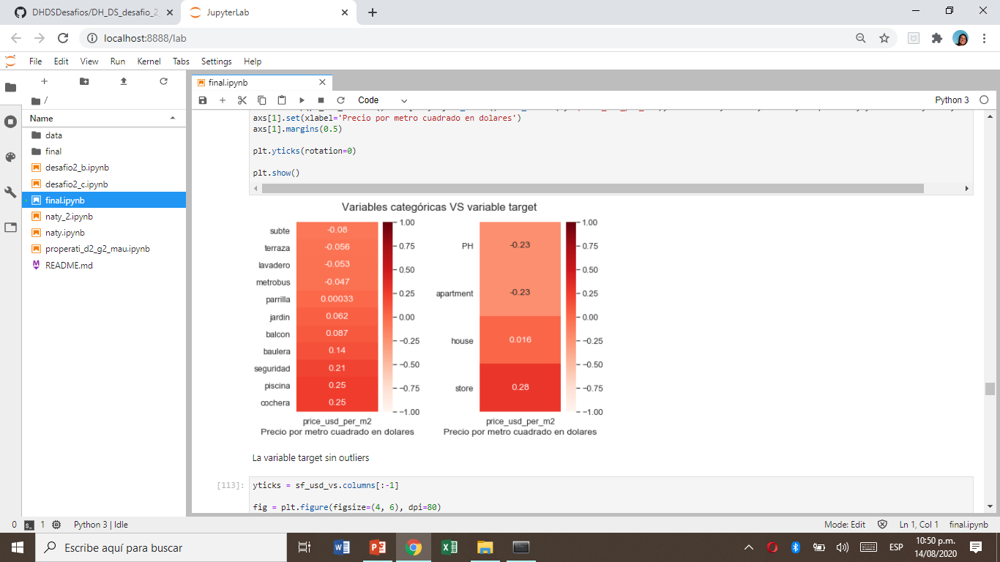 DHDSDesafios/DH_DS_desafio_2
JupyterLab
localhost:8888/lab
File Edit View Run Kernel Tabs Settings Help
final.ipynb
/
Code
Python 3
Name
data
final
desafio2_b.ipynb
desafio2_c.ipynb
final.ipynb
naty_2.ipynb
naty.ipynb
properati_d2_g2_mau.ipynb
README.md
axs[1].set(xlabel='Precio por metro cuadrado en dolares')
axs[1].margins(0.5)
plt.yticks(rotation=0)
plt.show()
Variables categóricas VS variable target
subte -0.08
terraza -0.056
lavadero -0.053
metrobus -0.047
parrilla 0.00033
jardin 0.062
balcon 0.087
baulera 0.14
seguridad 0.21
piscina 0.25
cochera 0.25
1.00
0.75
0.50
0.25
0.00
−0.25
−0.50
−0.75
−1.00
price_usd_per_m2
Precio por metro cuadrado en dolares
PH -0.23
apartment -0.23
house 0.016
store 0.28
1.00
0.75
0.50
0.25
0.00
−0.25
−0.50
−0.75
−1.00
price_usd_per_m2
Precio por metro cuadrado en dolares
La variable target sin outliers
[113]:
yticks = sf_usd_vs.columns[:-1]
fig = plt.figure(figsize=(4, 6), dpi=80)
0 1 Python 3 | Idle
Mode: Edit Ln 1, Col 1 final.ipynb
Escribe aquí para buscar
ESP
10:50 p.m.
14/08/2020